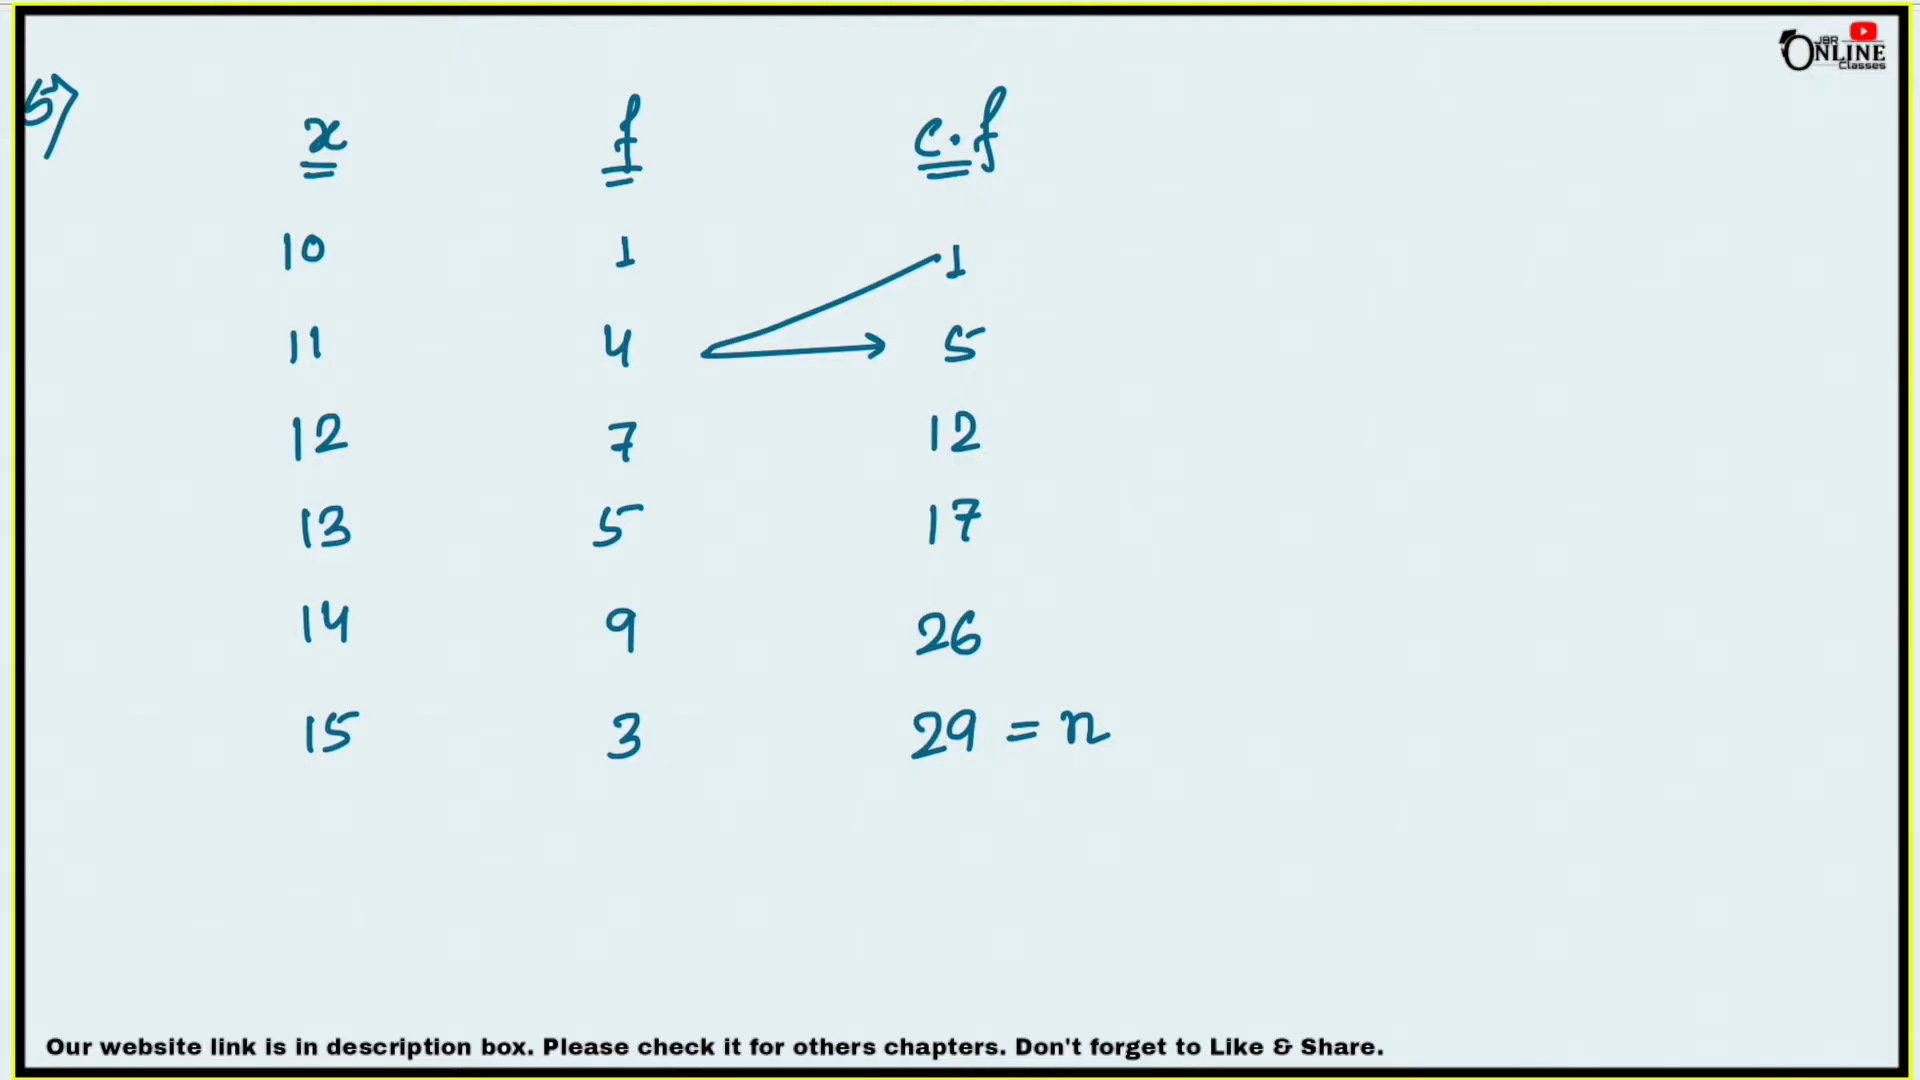 JBR
ONLINE
Classes
5)
x f c.f
10 1 1
11 4 5
12 7 12
13 5 17
14 9 26
15 3 29 = n
Our website link is in description box. Please check it for others chapters. Don't forget to Like & Share.